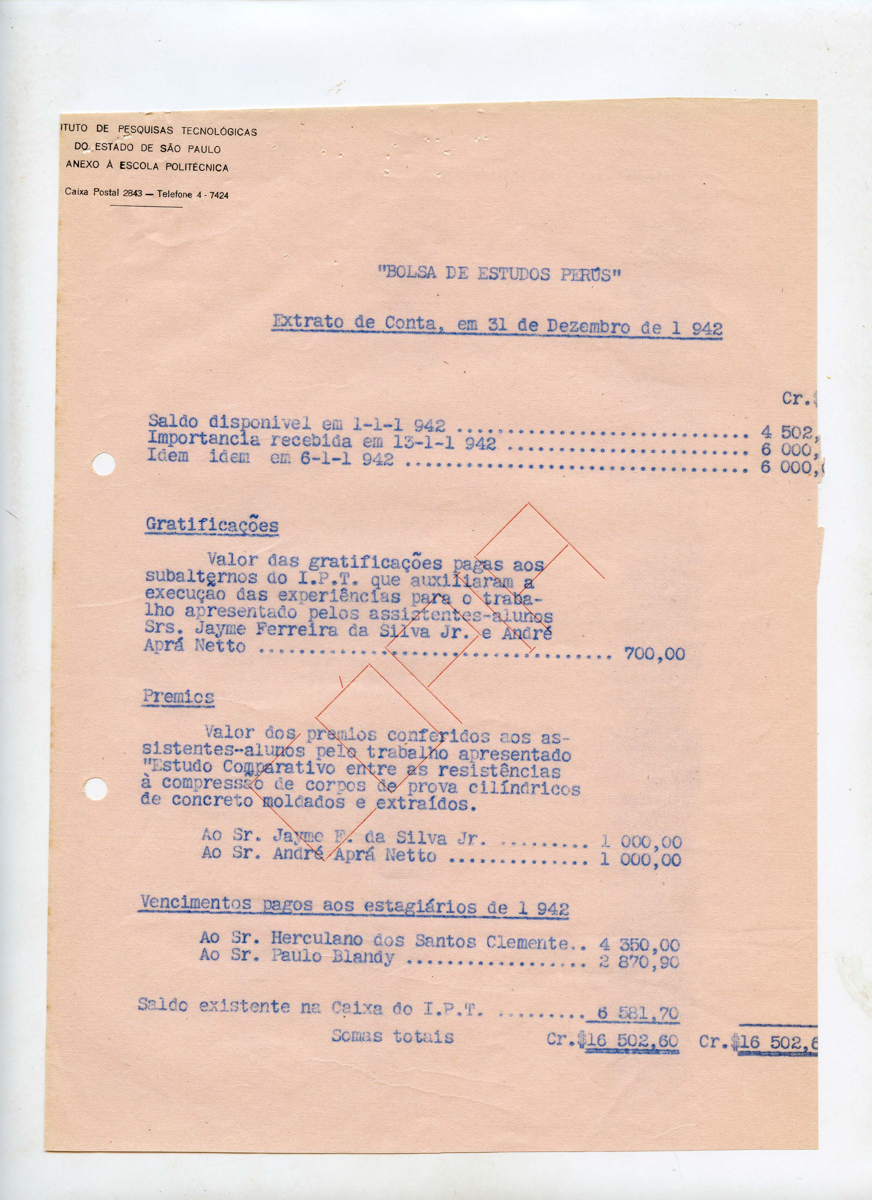 ITUTO DE PESQUISAS TECNOLÓGICAS
DO ESTADO DE SÃO PAULO
ANEXO À ESCOLA POLITÉCNICA
Caixa Postal 2843 — Telefone 4 - 7424
"BOLSA DE ESTUDOS PERÚS"
Extrato de Conta, em 31 de Dezembro de 1 942
Cr.$
Saldo disponivel em 1-1-1 942 .............................. 4 502,
Importancia recebida em 13-1-1 942 ......................... 6 000,
Idem idem em 6-1-1 942 ................................... 6 000,0
Gratificações
Valor das gratificações pagas aos
subalternos do I.P.T. que auxiliaram a
execução das experiências para o traba-
lho apresentado pelos assistentes-alunos
Srs. Jayme Ferreira da Silva Jr. e André
Aprá Netto .................................... 700,00
Premios
Valor dos premios conferidos aos as-
sistentes-alunos pelo trabalho apresentado
"Estudo Comparativo entre as resistências
à compressão de corpos de prova cilíndricos
de concreto moldados e extraídos.
Ao Sr. Jayme F. da Silva Jr. ......... 1 000,00
Ao Sr. André Aprá Netto .............. 1 000,00
Vencimentos pagos aos estagiários de 1 942
Ao Sr. Herculano dos Santos Clemente.. 4 350,00
Ao Sr. Paulo Blandy .................. 2 870,90
Saldo existente na Caixa do I.P.T. ......... 6 581,70
Somas totais Cr.$16 502,60 Cr.$16 502,6